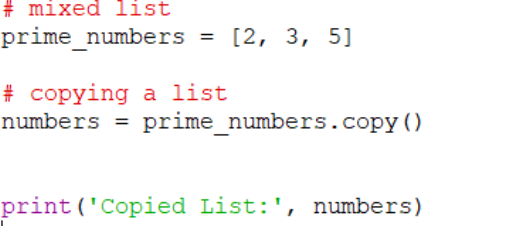 # mixed list
prime_numbers = [2, 3, 5]
# copying a list
numbers = prime_numbers.copy()
print('Copied List:', numbers)